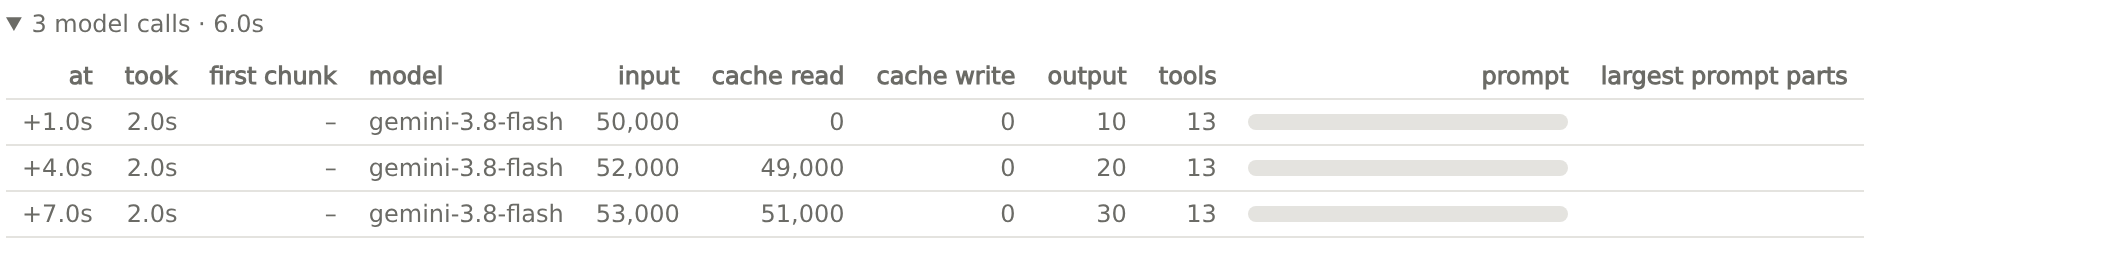 ▼ 3 model calls · 6.0s
at took first chunk model input cache read cache write output tools prompt largest prompt parts
+1.0s 2.0s – gemini-3.8-flash 50,000 0 0 10 13
+4.0s 2.0s – gemini-3.8-flash 52,000 49,000 0 20 13
+7.0s 2.0s – gemini-3.8-flash 53,000 51,000 0 30 13